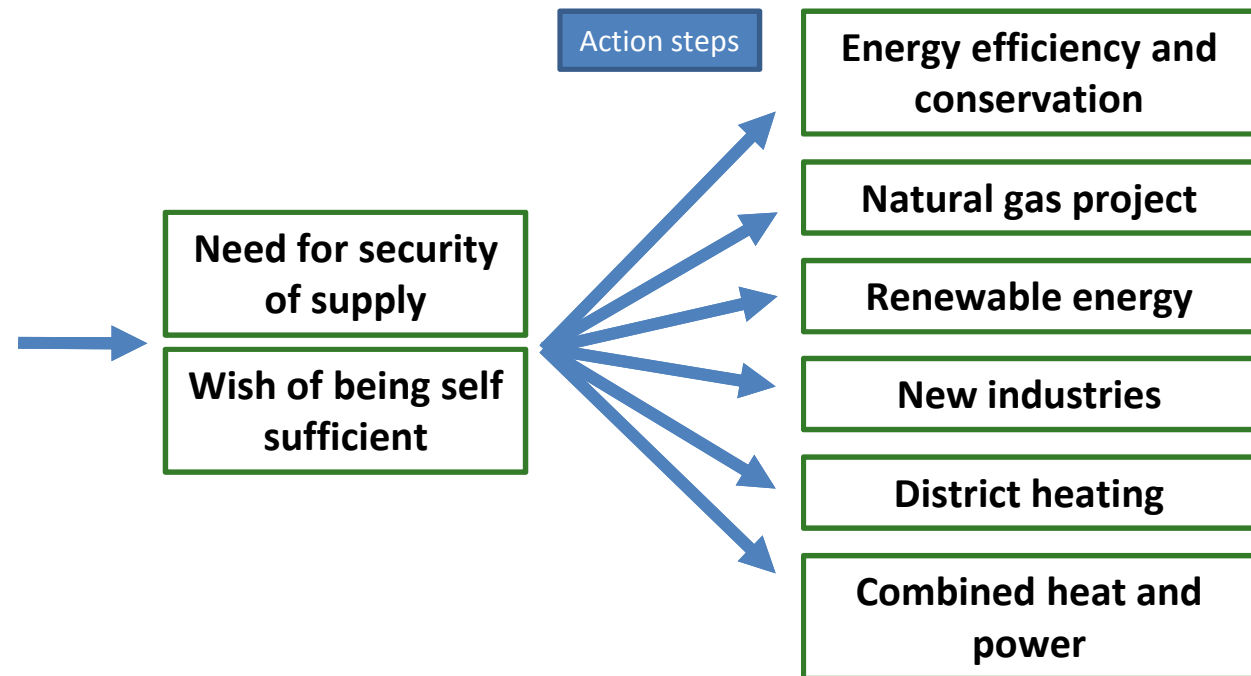 Action steps
Energy efficiency and
conservation
Natural gas project
Need for security
of supply
Renewable energy
Wish of being self
sufficient
New industries
District heating
Combined heat and
power